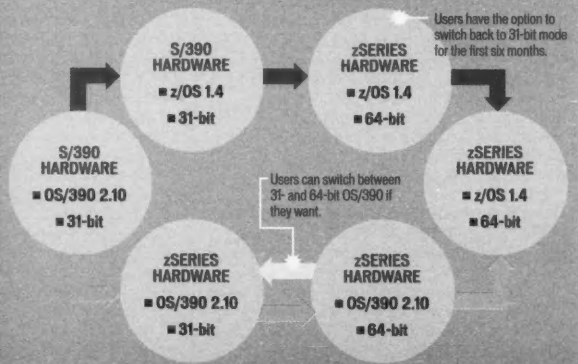 Users have the option to
switch back to 31-bit mode
for the first six months.
S/390
HARDWARE
■ z/OS 1.4
■ 31-bit
zSERIES
HARDWARE
■ z/OS 1.4
■ 64-bit
S/390
HARDWARE
■ OS/390 2.10
■ 31-bit
zSERIES
HARDWARE
■ z/OS 1.4
■ 64-bit
Users can switch between
31- and 64-bit OS/390 if
they want.
zSERIES
HARDWARE
■ OS/390 2.10
■ 31-bit
zSERIES
HARDWARE
■ OS/390 2.10
■ 64-bit